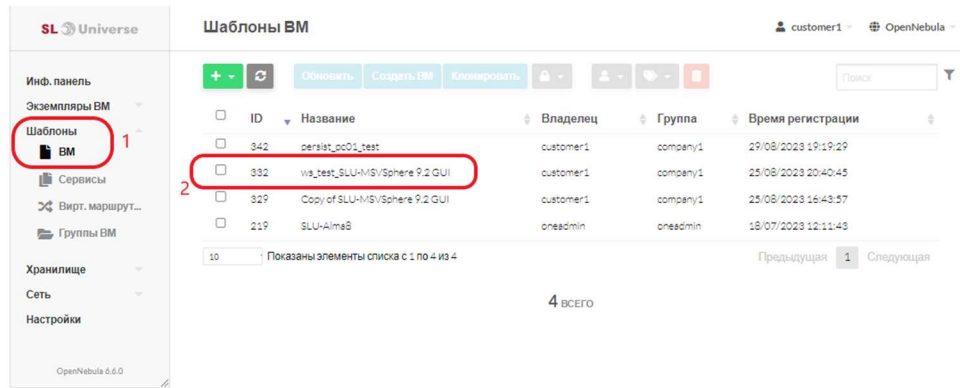 SL Universe
Шаблоны ВМ
customer1
OpenNebula
Инф. панель
Экземпляры ВМ
Шаблоны
ВМ
1
Сервисы
Вирт. маршрут...
Группы ВМ
Хранилище
Сеть
Настройки
OpenNebula 6.6.0
Обновить Создать ВМ Клонировать
Поиск
ID Название Владелец Группа Время регистрации
342 persist_pc01_test customer1 company1 29/08/2023 19:19:29
2
332 ws_test_SLU-MSVSphere 9.2 GUI customer1 company1 25/08/2023 20:40:45
329 Copy of SLU-MSVSphere 9.2 GUI customer1 company1 25/08/2023 16:43:57
219 SLU-Alma8 oneadmin oneadmin 18/07/2023 12:11:43
10 Показаны элементы списка с 1 по 4 из 4
Предыдущая 1 Следующая
4 ВСЕГО